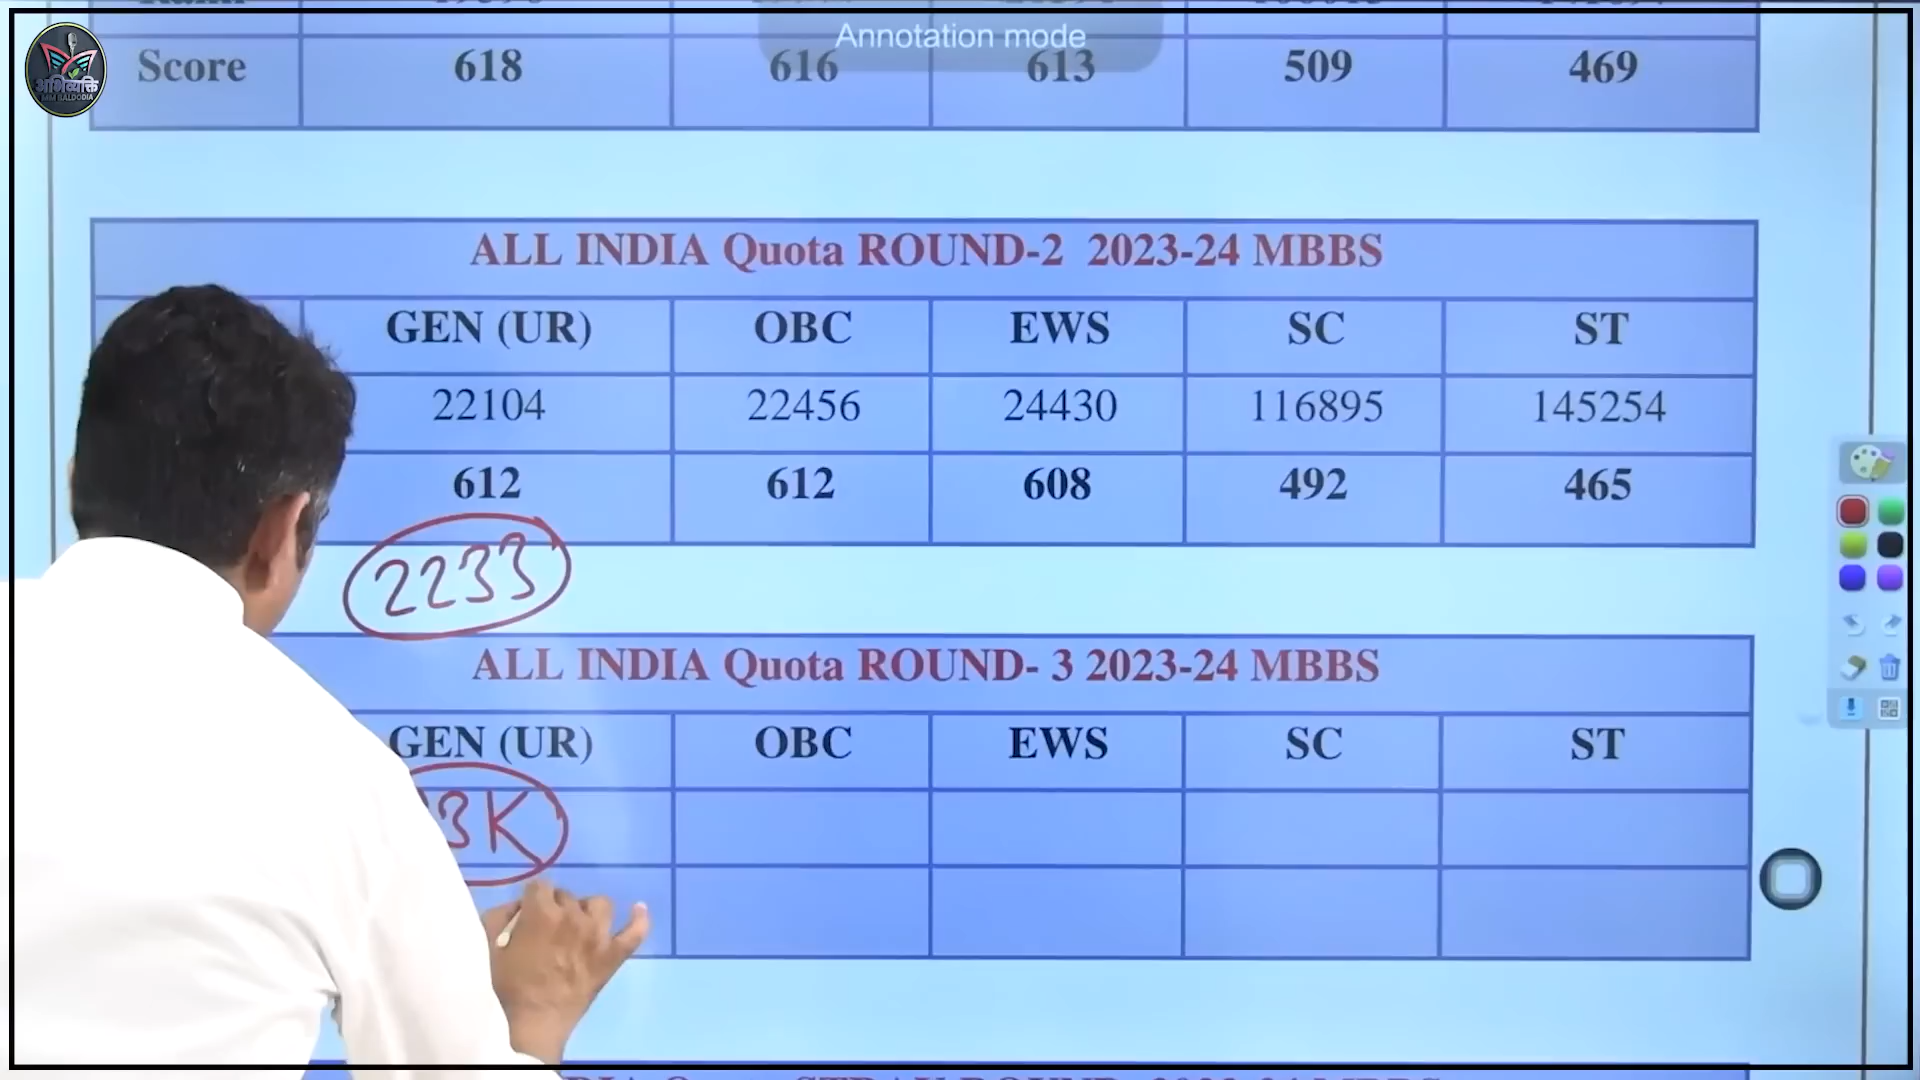 Annotation mode
अभिव्यक्ति
Score 618 616 613 509 469
ALL INDIA Quota ROUND-2 2023-24 MBBS
GEN (UR) OBC EWS SC ST
22104 22456 24430 116895 145254
612 612 608 492 465
2233
ALL INDIA Quota ROUND- 3 2023-24 MBBS
GEN (UR) OBC EWS SC ST
3K